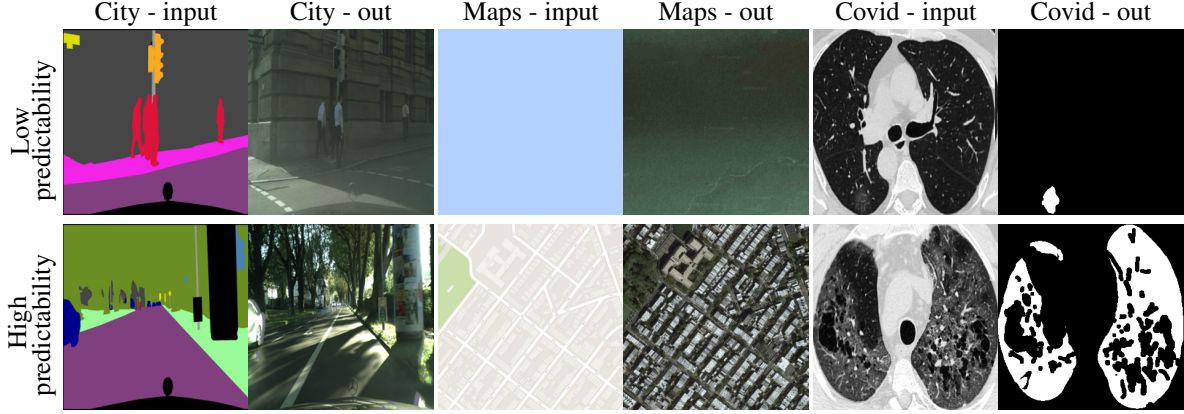 City - input
City - out
Maps - input
Maps - out
Covid - input
Covid - out
Low
predictability
High
predictability